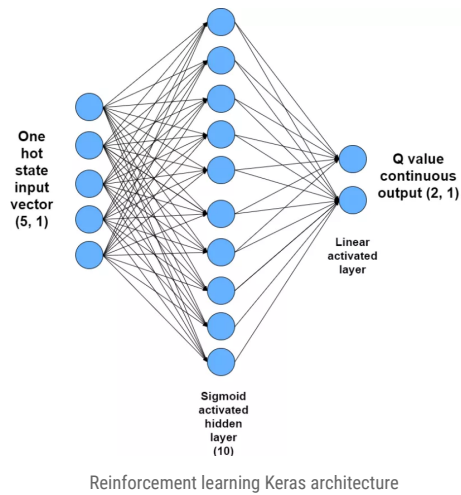 One
hot
state
input
vector
(5, 1)
Q value
continuous
output (2, 1)
Linear
activated
layer
Sigmoid
activated
hidden
layer
(10)
Reinforcement learning Keras architecture